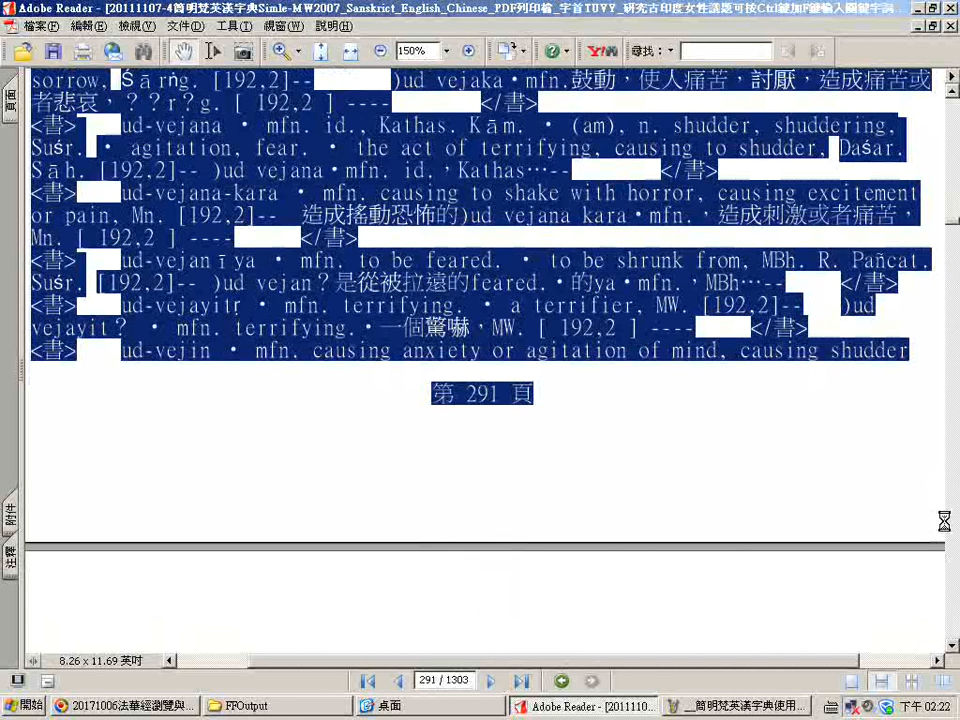 Adobe Reader - [20111107-4簡明梵英漢字典Simle-MW2007_Sanskrict_English_Chinese_PDF列印檔_字首TUVY_研究古印度女性議題可按Ctrl鍵加F鍵輸入關鍵字詞...
檔案(F) 編輯(E) 檢視(V) 文件(D) 工具(T) 視窗(W) 說明(H)
150% Y! 尋找：
頁面
sorrow, Śārṅg. [192,2]-- )ud vejaka‧mfn.鼓動，使人痛苦，討厭，造成痛苦或
者悲哀，？？r？g. [ 192,2 ] ---- </書>
<書> ud-vejana ‧ mfn. id., Kathas. Kām. ‧ (am), n. shudder, shuddering,
Suśr. ‧ agitation, fear. ‧ the act of terrifying, causing to shudder, Daśar.
Sāh. [192,2]-- )ud vejana‧mfn. id.，Kathas…-- </書>
<書> ud-vejana-kara ‧ mfn. causing to shake with horror, causing excitement
or pain, Mn. [192,2]-- 造成搖動恐怖的)ud vejana kara‧mfn.，造成刺激或者痛苦，
Mn. [ 192,2 ] ---- </書>
<書> ud-vejanīya ‧ mfn. to be feared. ‧ to be shrunk from, MBh. R. Pañcat.
Suśr. [192,2]-- )ud vejan？是從被拉遠的feared.‧的ya‧mfn.，MBh…-- </書>
<書> ud-vejayitṛ ‧ mfn. terrifying. ‧ a terrifier, MW. [192,2]-- )ud
vejayit？ ‧ mfn. terrifying.‧一個驚嚇，MW. [ 192,2 ] ---- </書>
<書> ud-vejin ‧ mfn. causing anxiety or agitation of mind, causing shudder
第 291 頁
附件
注釋
8.26 x 11.69 英吋
291 / 1303
開始 20171006法華經瀏覽與... FFOutput 桌面 Adobe Reader - [201110... __簡明梵英漢字典使用... 下午 02:22